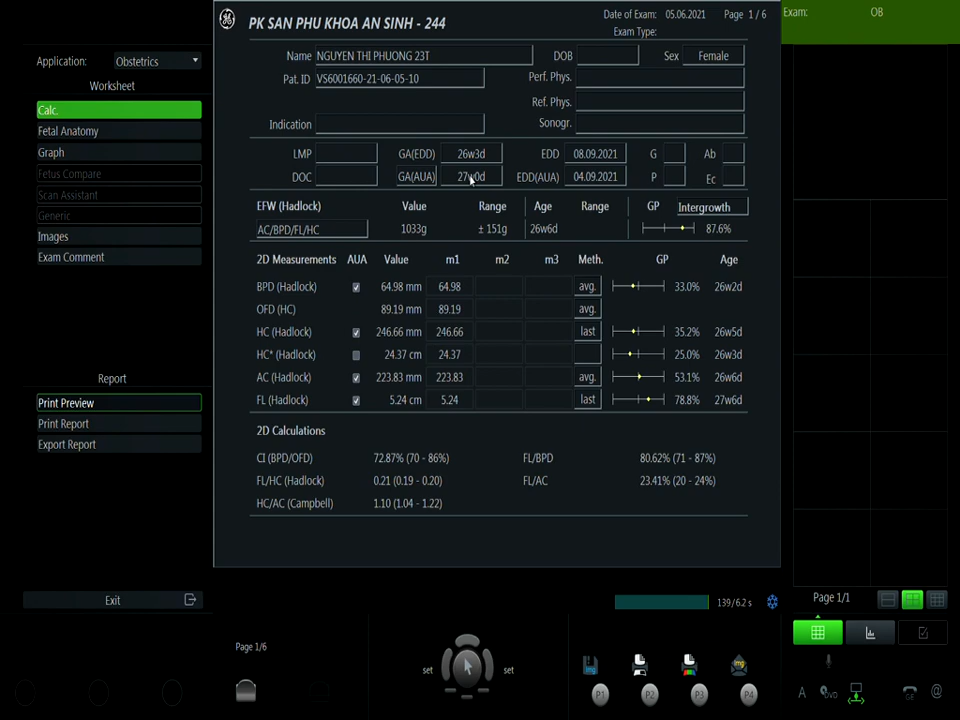 PK SAN PHU KHOA AN SINH - 244
Date of Exam: 05.06.2021 Page 1 / 6
Exam Type:
Exam: OB
Application: Obstetrics
Worksheet
Calc.
Fetal Anatomy
Graph
Fetus Compare
Scan Assistant
Generic
Images
Exam Comment
Report
Print Preview
Print Report
Export Report
Exit
Name NGUYEN THI PHUONG 23T DOB Sex Female
Pat. ID VS6001660-21-06-05-10 Perf. Phys.
Ref. Phys.
Indication Sonogr.
LMP GA(EDD) 26w3d EDD 08.09.2021 G Ab
DOC GA(AUA) 27w0d EDD(AUA) 04.09.2021 P Ec
EFW (Hadlock) Value Range Age Range GP Intergrowth
AC/BPD/FL/HC 1033g ± 151g 26w6d 87.6%
2D Measurements AUA Value m1 m2 m3 Meth. GP Age
BPD (Hadlock) 64.98 mm 64.98 avg. 33.0% 26w2d
OFD (HC) 89.19 mm 89.19 avg.
HC (Hadlock) 246.66 mm 246.66 last 35.2% 26w5d
HC* (Hadlock) 24.37 cm 24.37 25.0% 26w3d
AC (Hadlock) 223.83 mm 223.83 avg. 53.1% 26w6d
FL (Hadlock) 5.24 cm 5.24 last 78.8% 27w6d
2D Calculations
CI (BPD/OFD) 72.87% (70 - 86%) FL/BPD 80.62% (71 - 87%)
FL/HC (Hadlock) 0.21 (0.19 - 0.20) FL/AC 23.41% (20 - 24%)
HC/AC (Campbell) 1.10 (1.04 - 1.22)
139/6.2 s
Page 1/1
Page 1/6
set set
P1 P2 P3 P4
A DVD @